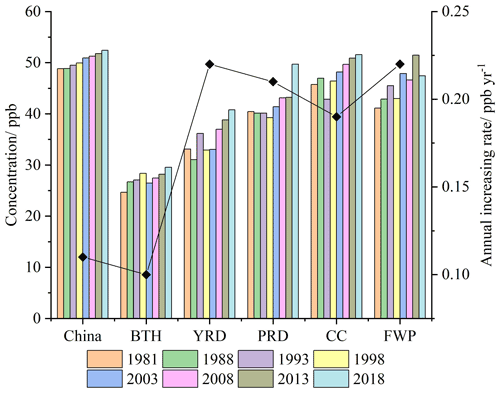 Concentration/ ppb
60
50
40
30
20
10
0
0.25
0.20
0.15
0.10
Annual increasing rate/ ppb yr-1
China BTH YRD PRD CC FWP
1981 1988 1993 1998
2003 2008 2013 2018